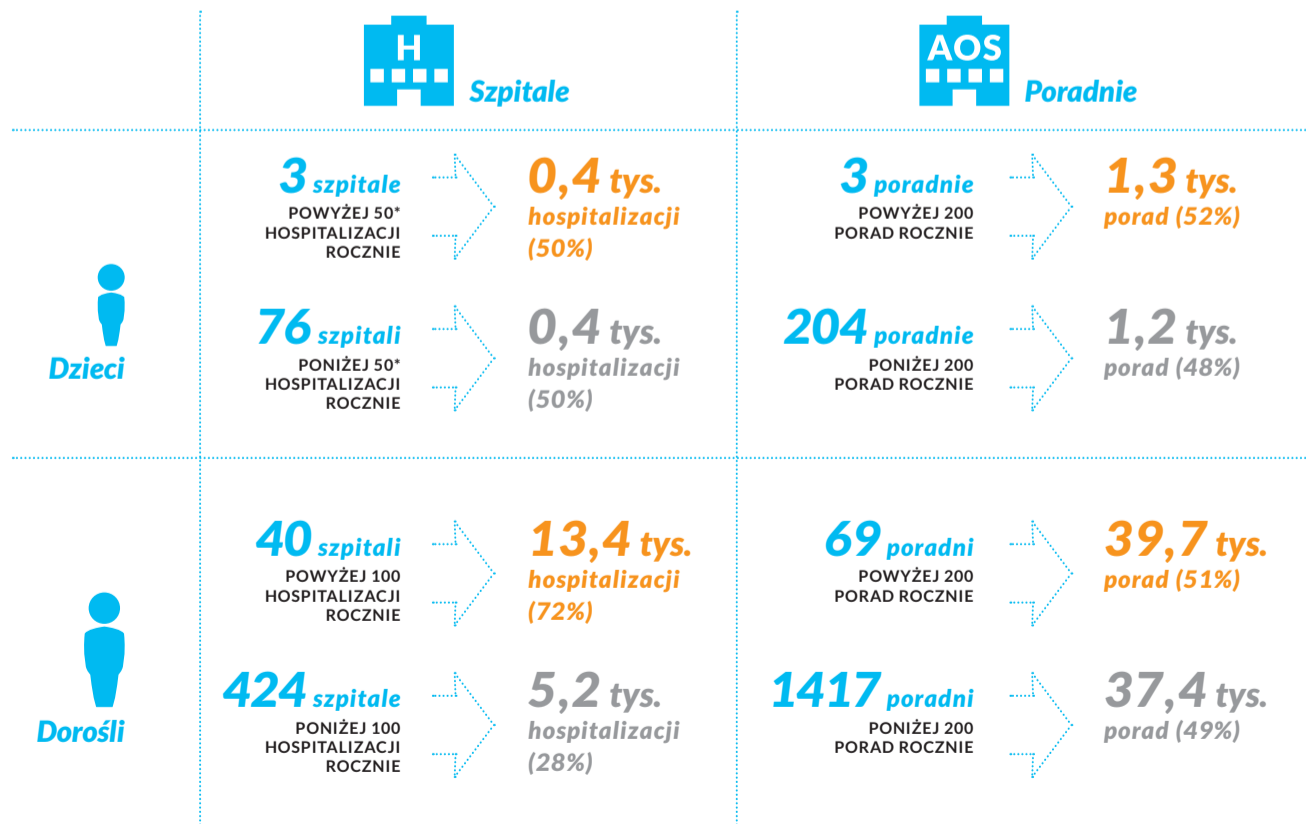 H
Szpitale
AOS
Poradnie
Dzieci
3 szpitale
POWYŻEJ 50*
HOSPITALIZACJI
ROCZNIE
0,4 tys.
hospitalizacji
(50%)
3 poradnie
POWYŻEJ 200
PORAD ROCZNIE
1,3 tys.
porad (52%)
76 szpitali
PONIŻEJ 50*
HOSPITALIZACJI
ROCZNIE
0,4 tys.
hospitalizacji
(50%)
204 poradnie
PONIŻEJ 200
PORAD ROCZNIE
1,2 tys.
porad (48%)
Dorośli
40 szpitali
POWYŻEJ 100
HOSPITALIZACJI
ROCZNIE
13,4 tys.
hospitalizacji
(72%)
69 poradni
POWYŻEJ 200
PORAD ROCZNIE
39,7 tys.
porad (51%)
424 szpitale
PONIŻEJ 100
HOSPITALIZACJI
ROCZNIE
5,2 tys.
hospitalizacji
(28%)
1417 poradni
PONIŻEJ 200
PORAD ROCZNIE
37,4 tys.
porad (49%)